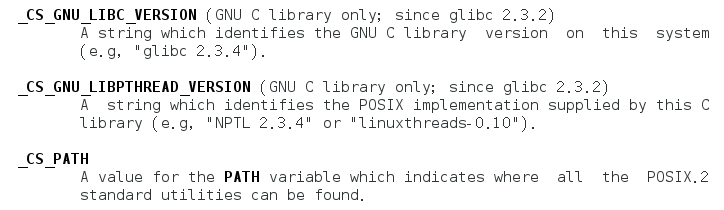 _CS_GNU_LIBC_VERSION (GNU C library only; since glibc 2.3.2)
A string which identifies the GNU C library version on this system
(e.g, "glibc 2.3.4").
_CS_GNU_LIBPTHREAD_VERSION (GNU C library only; since glibc 2.3.2)
A string which identifies the POSIX implementation supplied by this C
library (e.g, "NPTL 2.3.4" or "linuxthreads-0.10").
_CS_PATH
A value for the PATH variable which indicates where all the POSIX.2
standard utilities can be found.